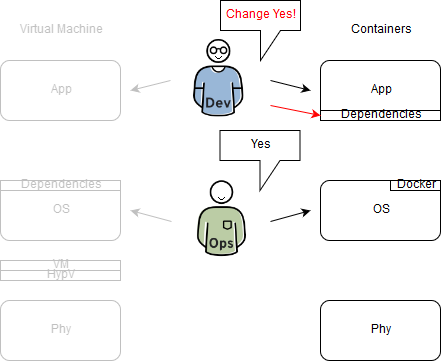 Virtual Machine
Change Yes!
Containers
App
Dev
App
Dependencies
Yes
Dependencies
OS
Ops
Docker
OS
VM
HypV
Phy
Phy